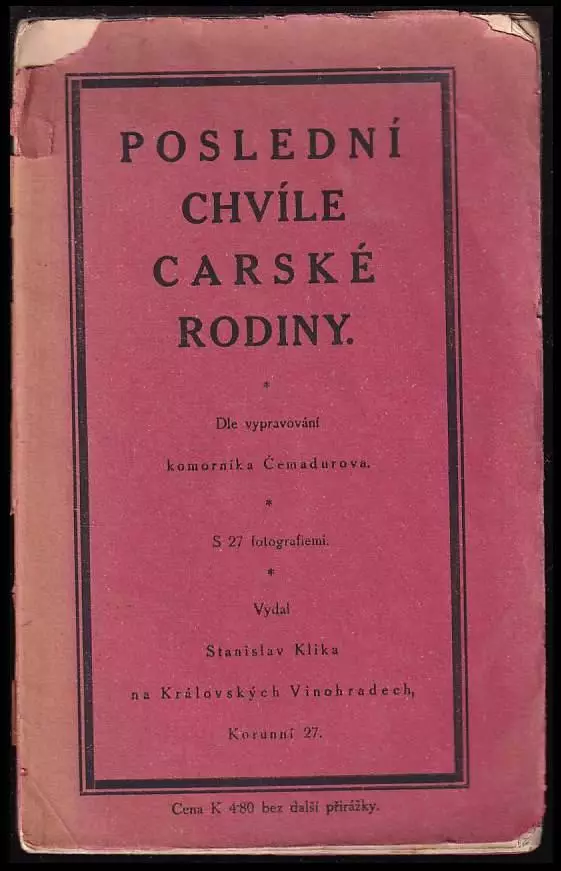 POSLEDNÍ
CHVÍLE
CARSKÉ
RODINY.
*
Dle vypravování
komorníka Čemadurova.
*
S 27 fotografiemi.
*
Vydal
Stanislav Klika
na Královských Vinohradech,
Korunní 27.
Cena K 4·80 bez další přirážky.